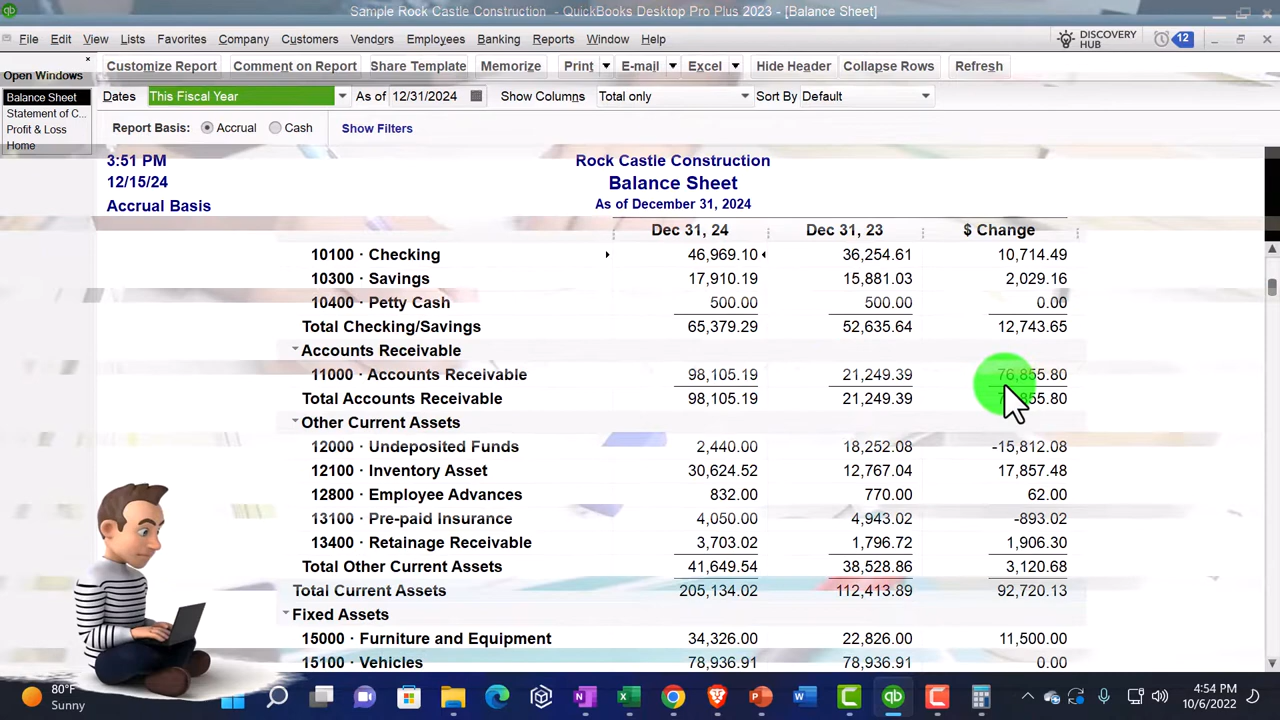 Sample Rock Castle Construction - QuickBooks Desktop Pro Plus 2023 - [Balance Sheet]
File Edit View Lists Favorites Company Customers Vendors Employees Banking Reports Window Help DISCOVERY HUB 12
Open Windows
Balance Sheet
Statement of C...
Profit & Loss
Home
Customize Report Comment on Report Share Template Memorize Print E-mail Excel Hide Header Collapse Rows Refresh
Dates This Fiscal Year As of 12/31/2024 Show Columns Total only Sort By Default
Report Basis: Accrual Cash Show Filters
3:51 PM Rock Castle Construction
12/15/24 Balance Sheet
Accrual Basis As of December 31, 2024
Dec 31, 24 Dec 31, 23 $ Change
10100 · Checking 46,969.10 36,254.61 10,714.49
10300 · Savings 17,910.19 15,881.03 2,029.16
10400 · Petty Cash 500.00 500.00 0.00
Total Checking/Savings 65,379.29 52,635.64 12,743.65
Accounts Receivable
11000 · Accounts Receivable 98,105.19 21,249.39 76,855.80
Total Accounts Receivable 98,105.19 21,249.39
Other Current Assets
12000 · Undeposited Funds 2,440.00 18,252.08 -15,812.08
12100 · Inventory Asset 30,624.52 12,767.04 17,857.48
12800 · Employee Advances 832.00 770.00 62.00
13100 · Pre-paid Insurance 4,050.00 4,943.02 -893.02
13400 · Retainage Receivable 3,703.02 1,796.72 1,906.30
Total Other Current Assets 41,649.54 38,528.86 3,120.68
Total Current Assets 205,134.02 112,413.89 92,720.13
Fixed Assets
15000 · Furniture and Equipment 34,326.00 22,826.00 11,500.00
15100 · Vehicles 78,936.91 78,936.91 0.00
80°F
Sunny
4:54 PM
10/6/2022